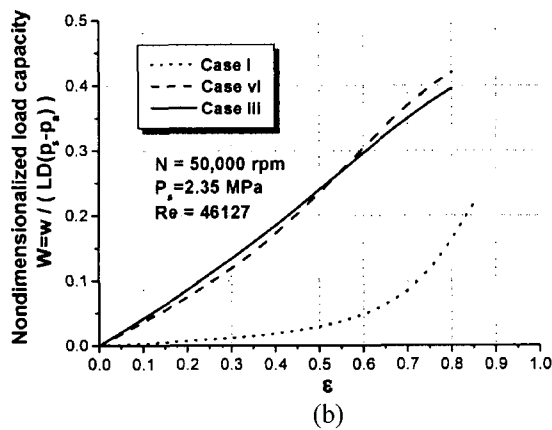 Nondimensionalized load capacity
W=w / ( LD(pₛ-pₐ) )
0.5
0.4
0.3
0.2
0.1
0.0
Case I
Case vi
Case iii
N = 50,000 rpm
Pₛ=2.35 MPa
Re = 46127
0.0 0.1 0.2 0.3 0.4 0.5 0.6 0.7 0.8 0.9 1.0
ε
(b)